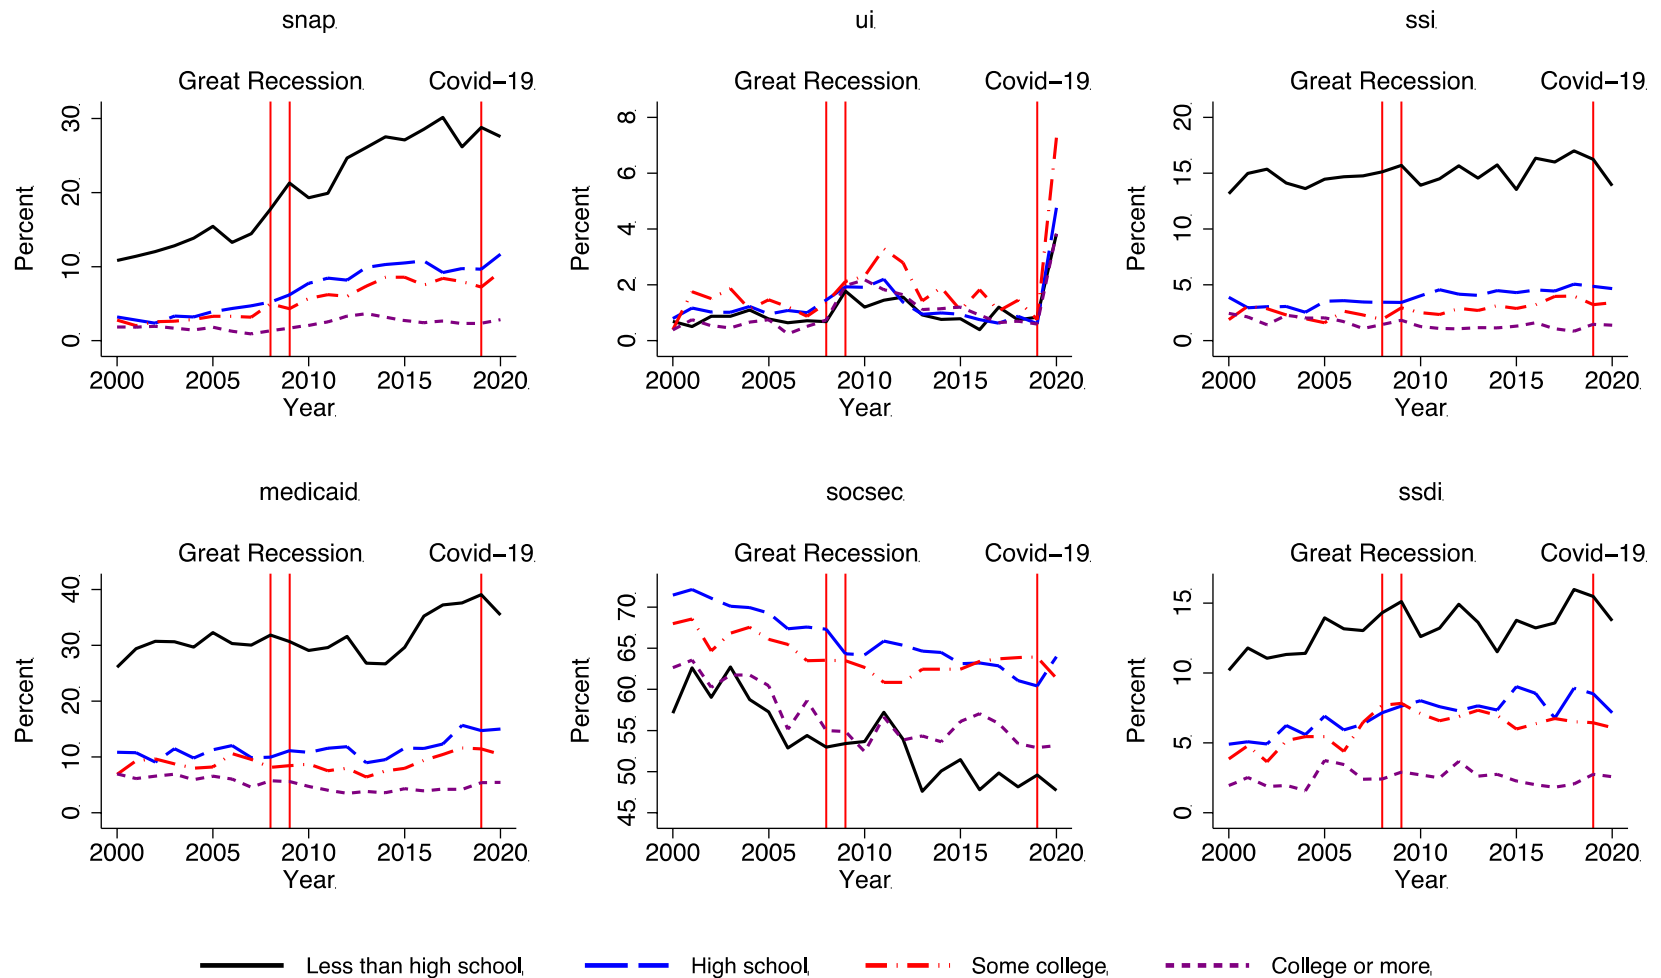 snap
ui
ssi
Great Recession Covid−19
Great Recession Covid−19
Great Recession Covid−19
Percent
30
20
10
0
2000 2005 2010 2015 2020
Year
Percent
8
6
4
2
0
2000 2005 2010 2015 2020
Year
Percent
20
15
10
5
0
2000 2005 2010 2015 2020
Year
medicaid
socsec
ssdi
Great Recession Covid−19
Great Recession Covid−19
Great Recession Covid−19
Percent
40
30
20
10
0
2000 2005 2010 2015 2020
Year
Percent
70
65
60
55
50
45
2000 2005 2010 2015 2020
Year
Percent
15
10
5
0
2000 2005 2010 2015 2020
Year
Less than high school High school Some college College or more